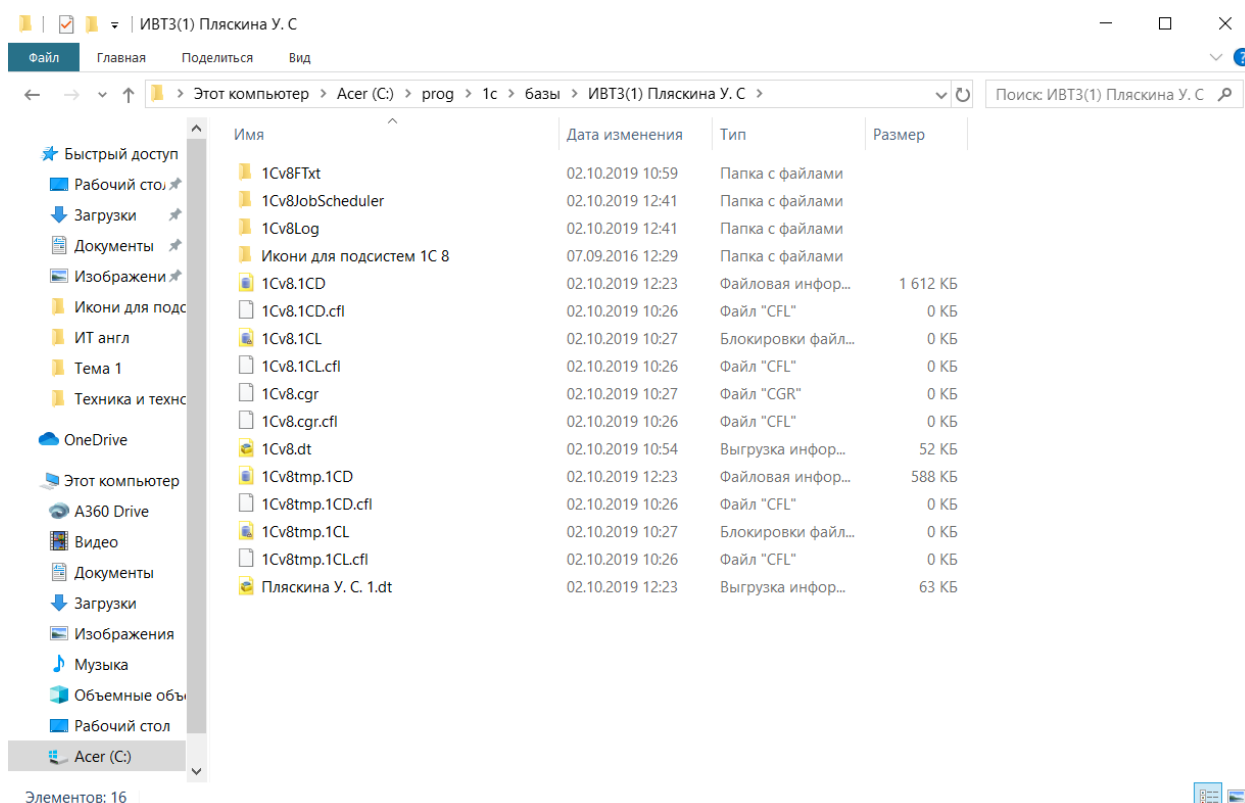 ИВТ3(1) Пляскина У. С
Файл Главная Поделиться Вид
Этот компьютер > Acer (C:) > prog > 1с > базы > ИВТ3(1) Пляскина У. С >
Поиск: ИВТ3(1) Пляскина У. С
Быстрый доступ
Рабочий сто
Загрузки
Документы
Изображени
Икони для подс
ИТ англ
Тема 1
Техника и техно
OneDrive
Этот компьютер
A360 Drive
Видео
Документы
Загрузки
Изображения
Музыка
Объемные объ
Рабочий стол
Acer (C:)
Имя Дата изменения Тип Размер
1Cv8FTxt 02.10.2019 10:59 Папка с файлами
1Cv8JobScheduler 02.10.2019 12:41 Папка с файлами
1Cv8Log 02.10.2019 12:41 Папка с файлами
Икони для подсистем 1С 8 07.09.2016 12:29 Папка с файлами
1Cv8.1CD 02.10.2019 12:23 Файловая инфор... 1 612 КБ
1Cv8.1CD.cfl 02.10.2019 10:26 Файл "CFL" 0 КБ
1Cv8.1CL 02.10.2019 10:27 Блокировки файл... 0 КБ
1Cv8.1CL.cfl 02.10.2019 10:26 Файл "CFL" 0 КБ
1Cv8.cgr 02.10.2019 10:27 Файл "CGR" 0 КБ
1Cv8.cgr.cfl 02.10.2019 10:26 Файл "CFL" 0 КБ
1Cv8.dt 02.10.2019 10:54 Выгрузка инфор... 52 КБ
1Cv8tmp.1CD 02.10.2019 12:23 Файловая инфор... 588 КБ
1Cv8tmp.1CD.cfl 02.10.2019 10:26 Файл "CFL" 0 КБ
1Cv8tmp.1CL 02.10.2019 10:27 Блокировки файл... 0 КБ
1Cv8tmp.1CL.cfl 02.10.2019 10:26 Файл "CFL" 0 КБ
Пляскина У. С. 1.dt 02.10.2019 12:23 Выгрузка инфор... 63 КБ
Элементов: 16